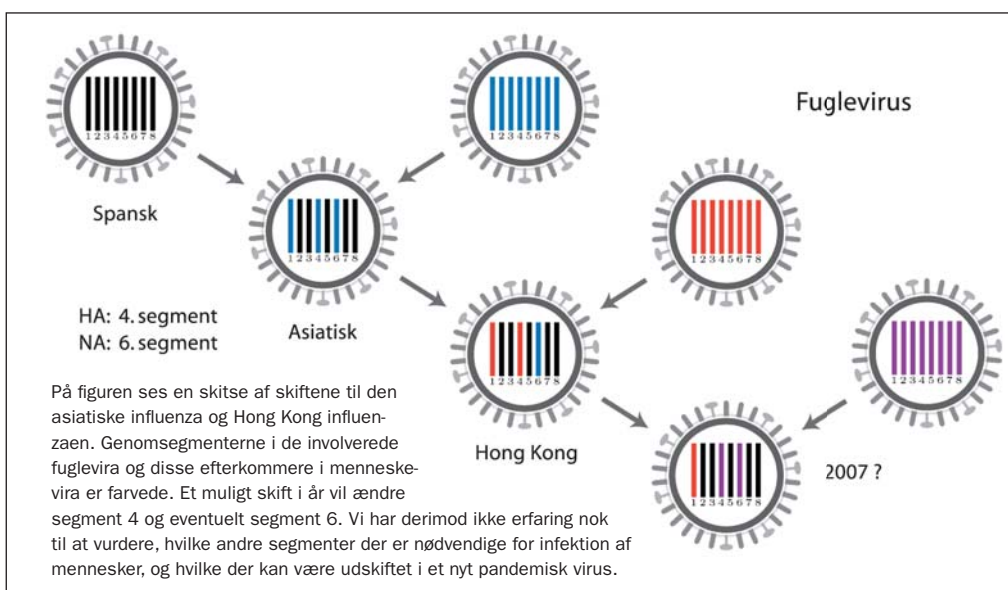 Fuglevirus
12345678
12345678
Spansk
12345678
12345678
HA: 4. segment
NA: 6. segment
Asiatisk
12345678
12345678
Hong Kong
12345678
2007 ?
På figuren ses en skitse af skiftene til den
asiatiske influenza og Hong Kong influen-
zaen. Genomsegmenterne i de involverede
fuglevira og disse efterkommere i menneske-
vira er farvede. Et muligt skift i år vil ændre
segment 4 og eventuelt segment 6. Vi har derimod ikke erfaring nok
til at vurdere, hvilke andre segmenter der er nødvendige for infektion af
mennesker, og hvilke der kan være udskiftet i et nyt pandemisk virus.